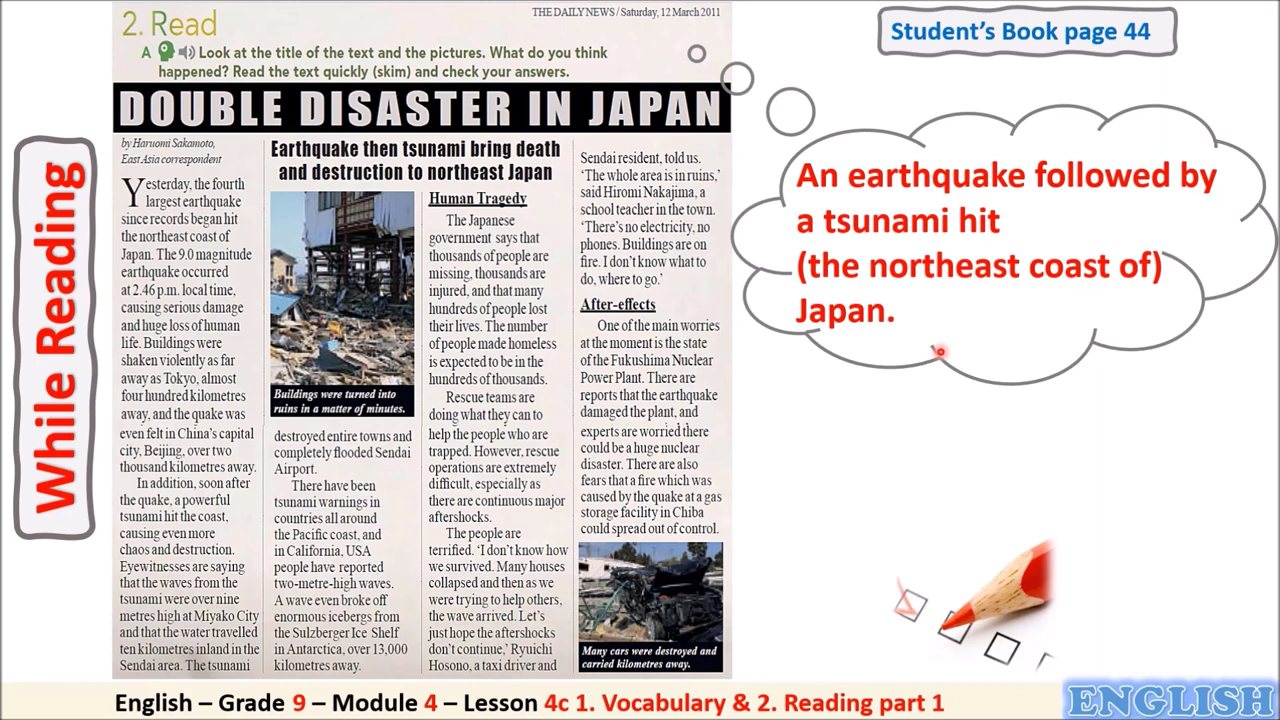 THE DAILY NEWS / Saturday, 12 March 2011
2. Read
A Look at the title of the text and the pictures. What do you think
happened? Read the text quickly (skim) and check your answers.
DOUBLE DISASTER IN JAPAN
by Haruomi Sakamoto,
East Asia correspondent
Yesterday, the fourth
largest earthquake
since records began hit
the northeast coast of
Japan. The 9.0 magnitude
earthquake occurred
at 2.46 p.m. local time,
causing serious damage
and huge loss of human
life. Buildings were
shaken violently as far
away as Tokyo, almost
four hundred kilometres
away, and the quake was
even felt in China's capital
city, Beijing, over two
thousand kilometres away.
In addition, soon after
the quake, a powerful
tsunami hit the coast,
causing even more
chaos and destruction.
Eyewitnesses are saying
that the waves from the
tsunami were over nine
metres high at Miyako City
and that the water travelled
ten kilometres inland in the
Sendai area. The tsunami
Earthquake then tsunami bring death
and destruction to northeast Japan
Buildings were turned into
ruins in a matter of minutes.
destroyed entire towns and
completely flooded Sendai
Airport.
There have been
tsunami warnings in
countries all around
the Pacific coast, and
in California, USA
people have reported
two-metre-high waves.
A wave even broke off
enormous icebergs from
the Sulzberger Ice Shelf
in Antarctica, over 13,000
kilometres away.
Human Tragedy
The Japanese
government says that
thousands of people are
missing, thousands are
injured, and that many
hundreds of people lost
their lives. The number
of people made homeless
is expected to be in the
hundreds of thousands.
Rescue teams are
doing what they can to
help the people who are
trapped. However, rescue
operations are extremely
difficult, especially as
there are continuous major
aftershocks.
The people are
terrified. 'I don't know how
we survived. Many houses
collapsed and then as we
were trying to help others,
the wave arrived. Let's
just hope the aftershocks
don't continue,' Ryuichi
Hosono, a taxi driver and
Sendai resident, told us.
'The whole area is in ruins,'
said Hiromi Nakajima, a
school teacher in the town.
'There's no electricity, no
phones. Buildings are on
fire. I don't know what to
do, where to go.'
After-effects
One of the main worries
at the moment is the state
of the Fukushima Nuclear
Power Plant. There are
reports that the earthquake
damaged the plant, and
experts are worried there
could be a huge nuclear
disaster. There are also
fears that a fire which was
caused by the quake at a gas
storage facility in Chiba
could spread out of control.
Many cars were destroyed and
carried kilometres away.
Student's Book page 44
An earthquake followed by
a tsunami hit
(the northeast coast of)
Japan.
While Reading
English – Grade 9 – Module 4 – Lesson 4c 1. Vocabulary & 2. Reading part 1
ENGLISH